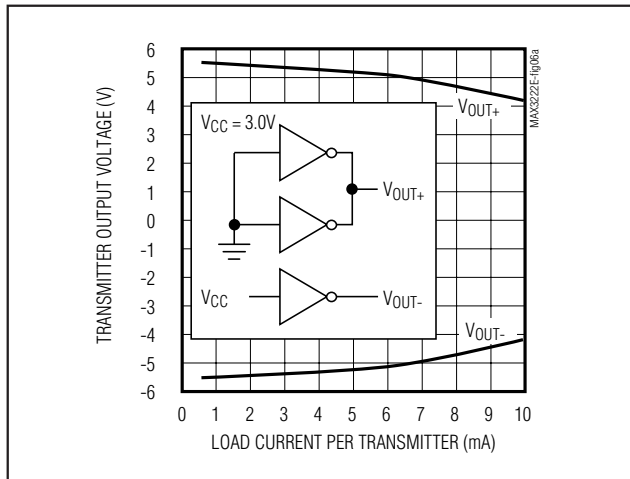 TRANSMITTER OUTPUT VOLTAGE (V)
6
5
4
3
2
1
0
-1
-2
-3
-4
-5
-6
VCC = 3.0V
VOUT+
VCC
VOUT-
VOUT+
VOUT-
MAX3222E-fig06a
0 1 2 3 4 5 6 7 8 9 10
LOAD CURRENT PER TRANSMITTER (mA)